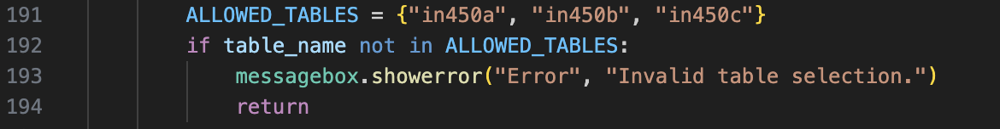 191 ALLOWED_TABLES = {"in450a", "in450b", "in450c"}
192 if table_name not in ALLOWED_TABLES:
193 messagebox.showerror("Error", "Invalid table selection.")
194 return